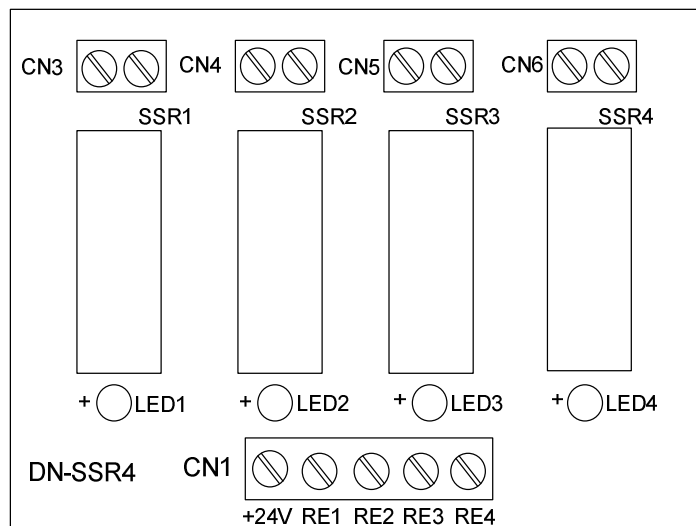 CN3 CN4 CN5 CN6
SSR1 SSR2 SSR3 SSR4
+ LED1 + LED2 + LED3 + LED4
DN-SSR4 CN1
+24V RE1 RE2 RE3 RE4